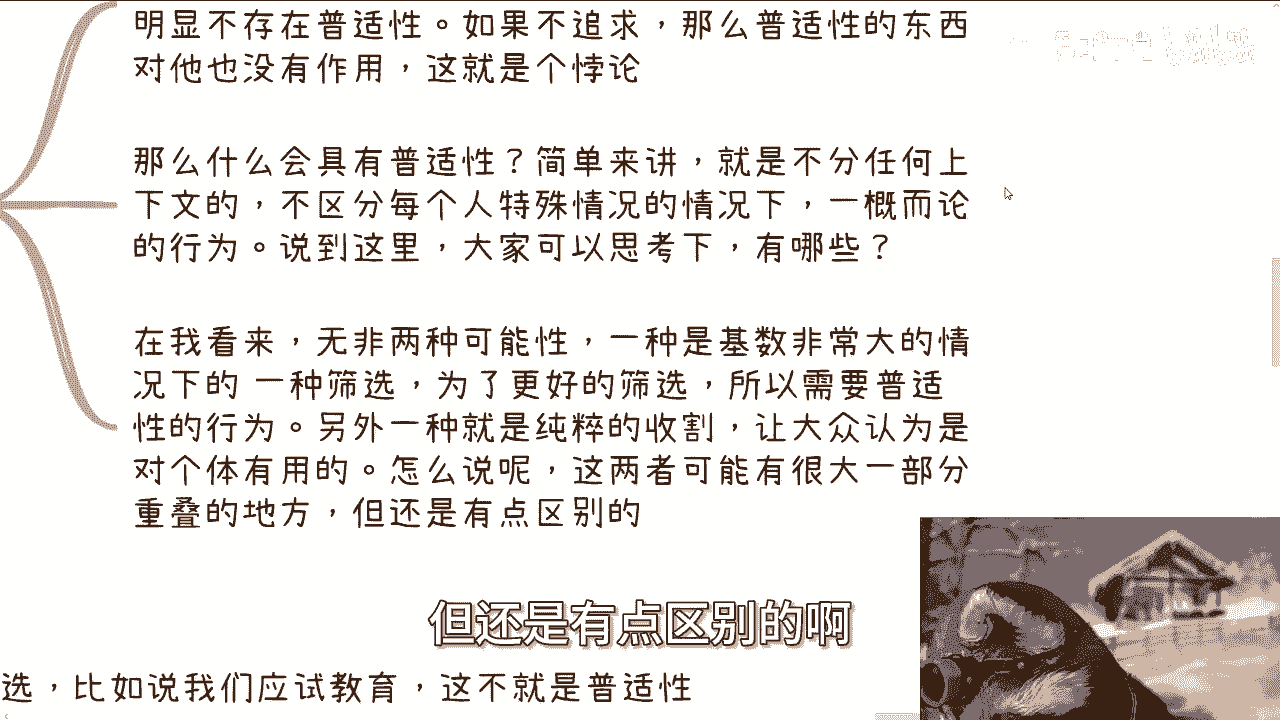 明显不存在普适性。如果不追求，那么普适性的东西
对他也没有作用，这就是个悖论
那么什么会具有普适性？简单来讲，就是不分任何上
下文的，不区分每个人特殊情况的情况下，一概而论
的行为。说到这里，大家可以思考下，有哪些？
在我看来，无非两种可能性，一种是基数非常大的情
况下的 一种筛选，为了更好的筛选，所以需要普适
性的行为。另外一种就是纯粹的收割，让大众认为是
对个体有用的。怎么说呢，这两者可能有很大一部分
重叠的地方，但还是有点区别的
但还是有点区别的啊
选，比如说我们应试教育，这不就是普适性